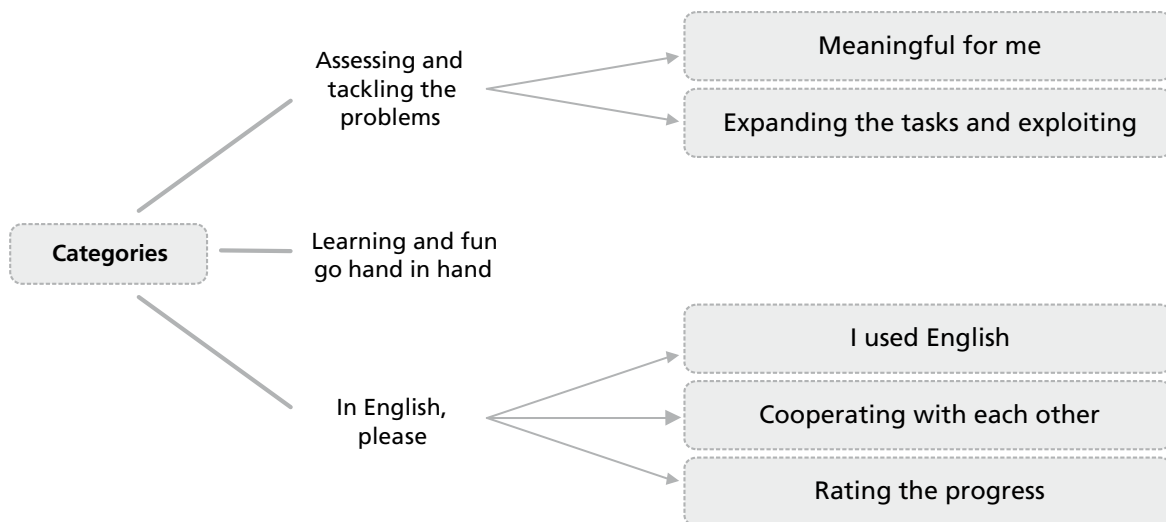 Categories
Assessing and
tackling the
problems
Meaningful for me
Expanding the tasks and exploiting
Learning and fun
go hand in hand
In English,
please
I used English
Cooperating with each other
Rating the progress